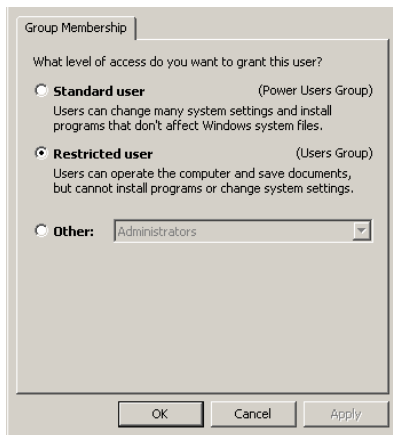 Group Membership
What level of access do you want to grant this user?
Standard user (Power Users Group)
Users can change many system settings and install
programs that don't affect Windows system files.
Restricted user (Users Group)
Users can operate the computer and save documents,
but cannot install programs or change system settings.
Other: Administrators
OK Cancel Apply